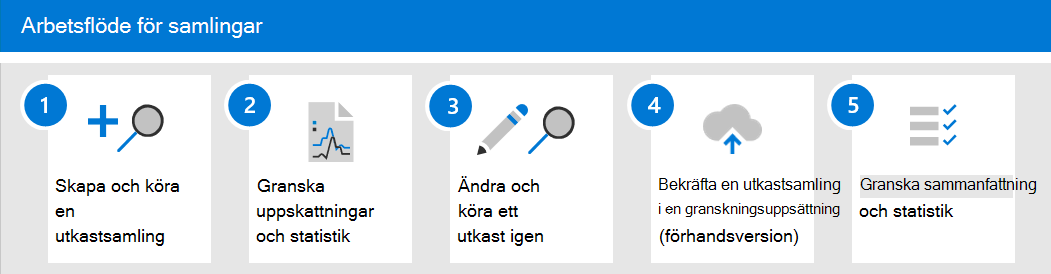 Arbetsflöde för samlingar
1
Skapa och köra
en
utkastsamling
2
Granska
uppskattningar
och statistik
3
Ändra och
köra ett
utkast igen
4
Bekräfta en utkastsamling
i en granskningsuppsättning
(förhandsversion)
5
Granska sammanfattning
och statistik